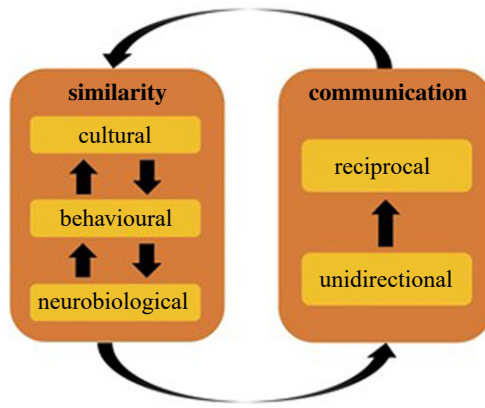 similarity
cultural
behavioural
neurobiological
communication
reciprocal
unidirectional